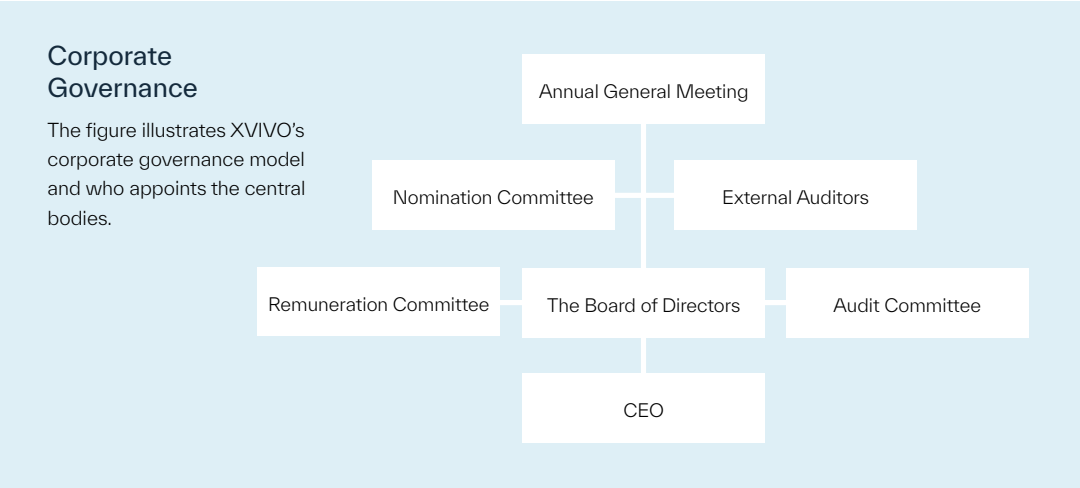 Corporate
Governance
The figure illustrates XVIVO’s
corporate governance model
and who appoints the central
bodies.
Annual General Meeting
Nomination Committee
External Auditors
Remuneration Committee
The Board of Directors
Audit Committee
CEO